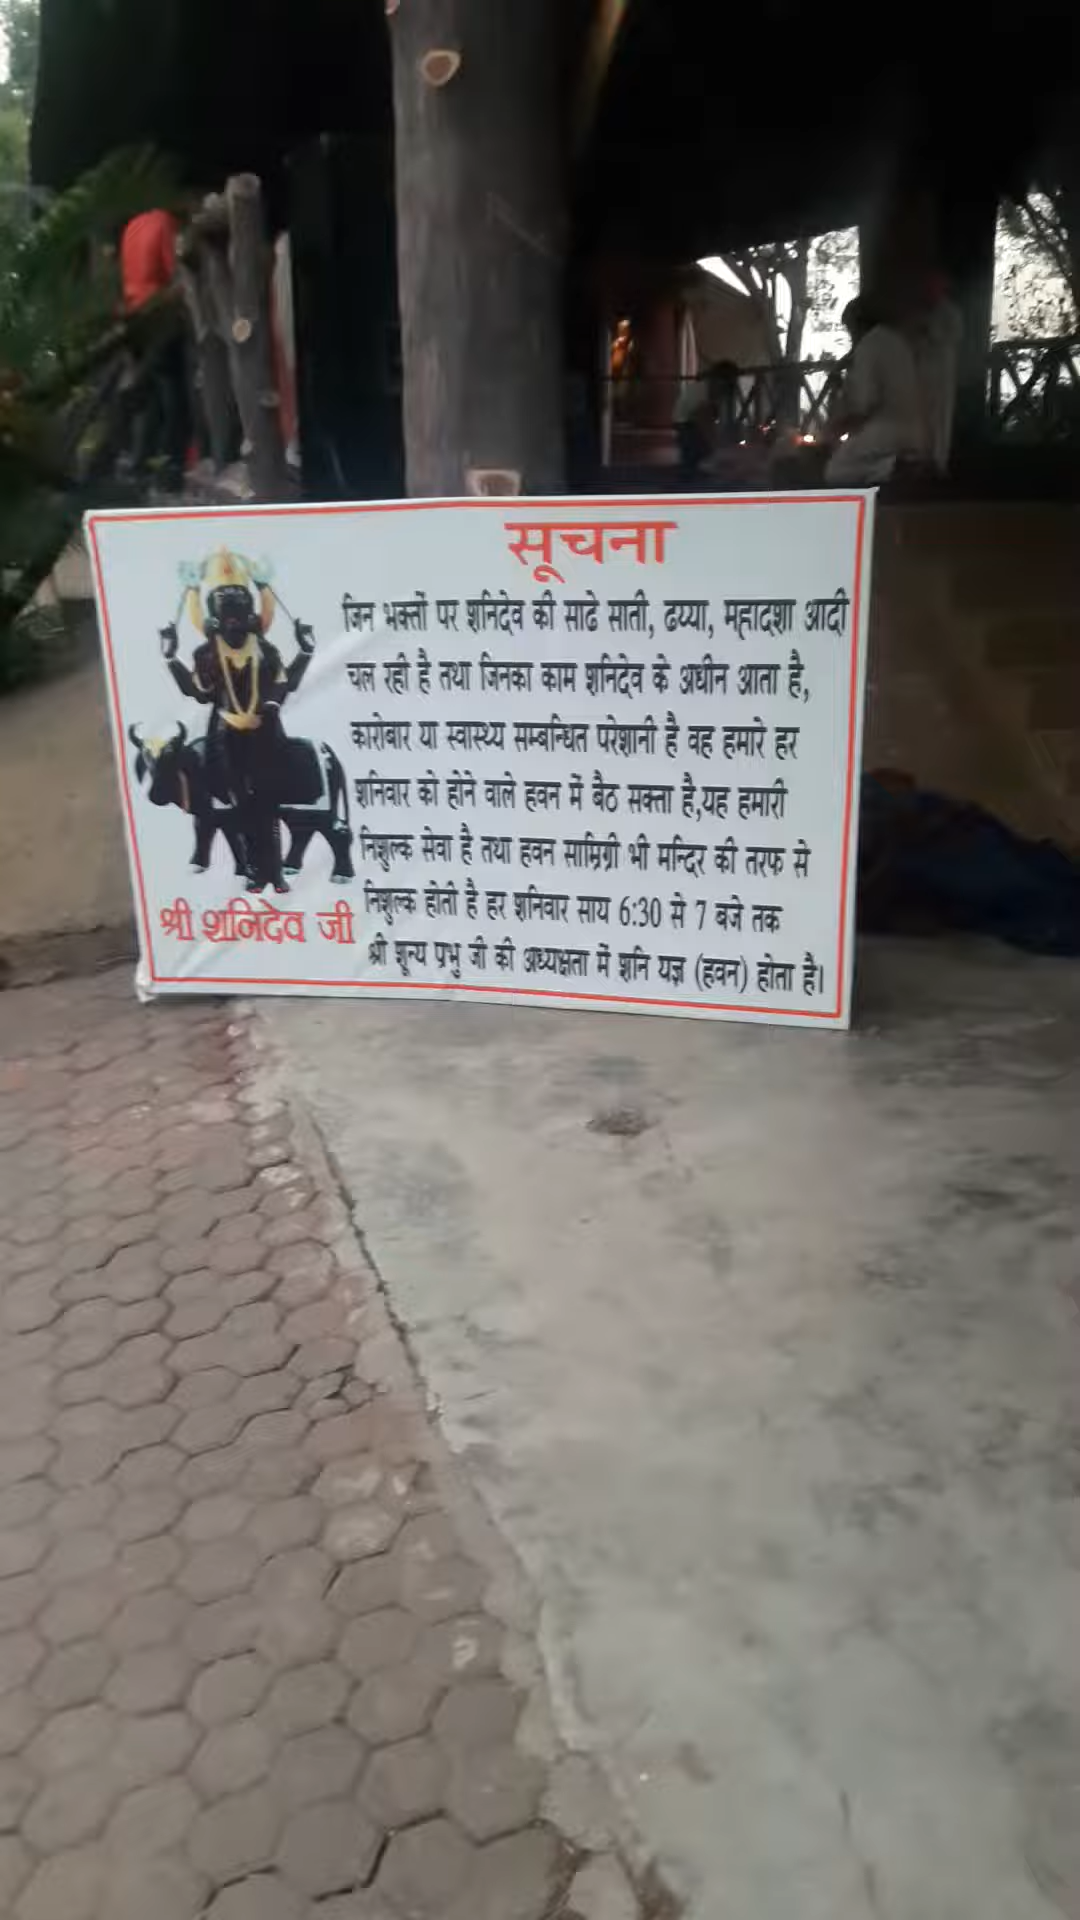 सूचना
जिन भक्तों पर शनिदेव की साढे साती, ढय्या, महादशा आदी
चल रही है तथा जिनका काम शनिदेव के अधीन आता है,
कारोबार या स्वास्थ्य सम्बन्धित परेशानी है वह हमारे हर
शनिवार को होने वाले हवन में बैठ सक्ता है,यह हमारी
निशुल्क सेवा है तथा हवन साम्रिग्री भी मन्दिर की तरफ से
निशुल्क होती है हर शनिवार साय 6:30 से 7 बजे तक
श्री शून्य प्रभु जी की अध्यक्षता में शनि यज्ञ (हवन) होता है।
श्री शनिदेव जी